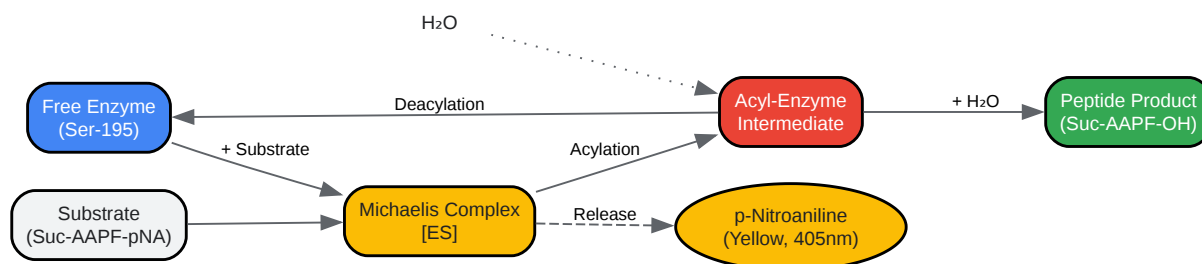 H₂O
Free Enzyme
(Ser-195)
Deacylation
Acyl-Enzyme
Intermediate
+ H₂O
Peptide Product
(Suc-AAPF-OH)
+ Substrate
Acylation
Substrate
(Suc-AAPF-pNA)
Michaelis Complex
[ES]
Release
p-Nitroaniline
(Yellow, 405nm)